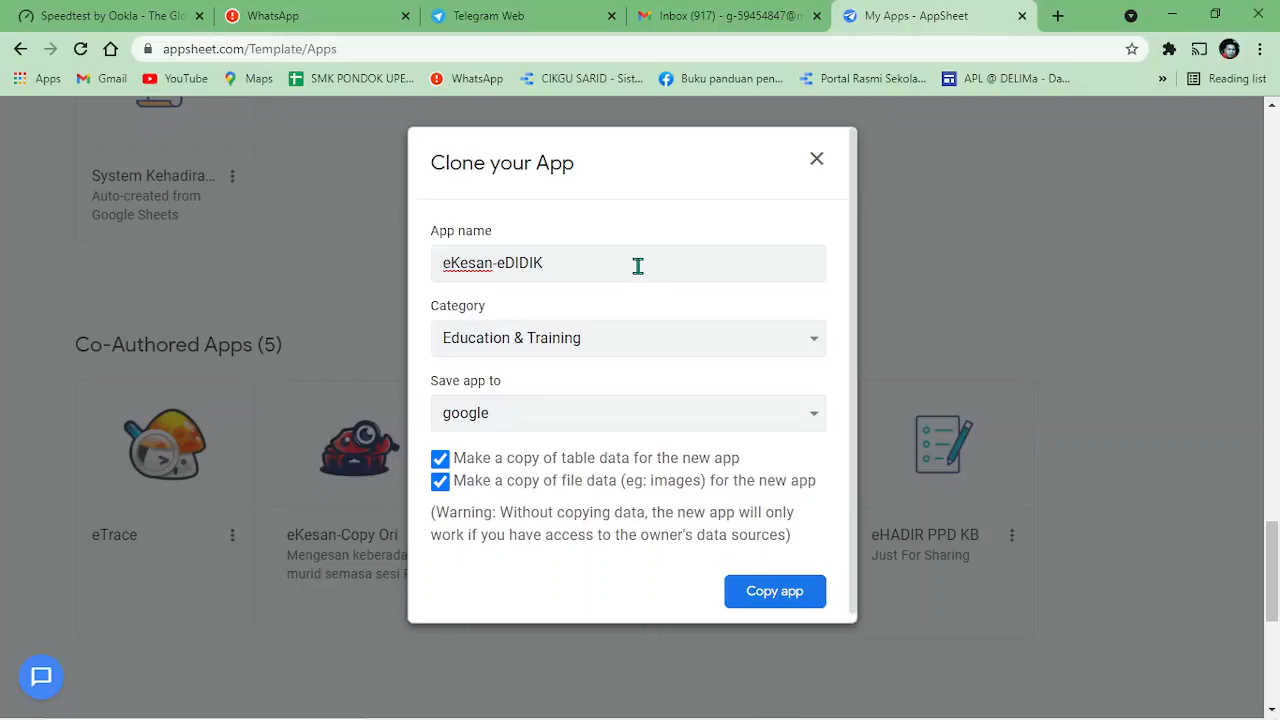 Speedtest by Ookla - The Glo
WhatsApp
Telegram Web
Inbox (917) - g-59454847@m
My Apps - AppSheet
appsheet.com/Template/Apps
Apps
Gmail
YouTube
Maps
SMK PONDOK UPE...
WhatsApp
CIKGU SARID - Sist...
Buku panduan pen...
Portal Rasmi Sekola...
APL @ DELIMa - Da...
»
Reading list
System Kehadira...
Auto-created from
Google Sheets
Clone your App
App name
eKesan-eDIDIK
Category
Education & Training
Save app to
google
Make a copy of table data for the new app
Make a copy of file data (eg: images) for the new app
(Warning: Without copying data, the new app will only
work if you have access to the owner's data sources)
Copy app
Co-Authored Apps (5)
eTrace
eKesan-Copy Ori
Mengesan keberada
murid semasa sesi
eHADIR PPD KB
Just For Sharing